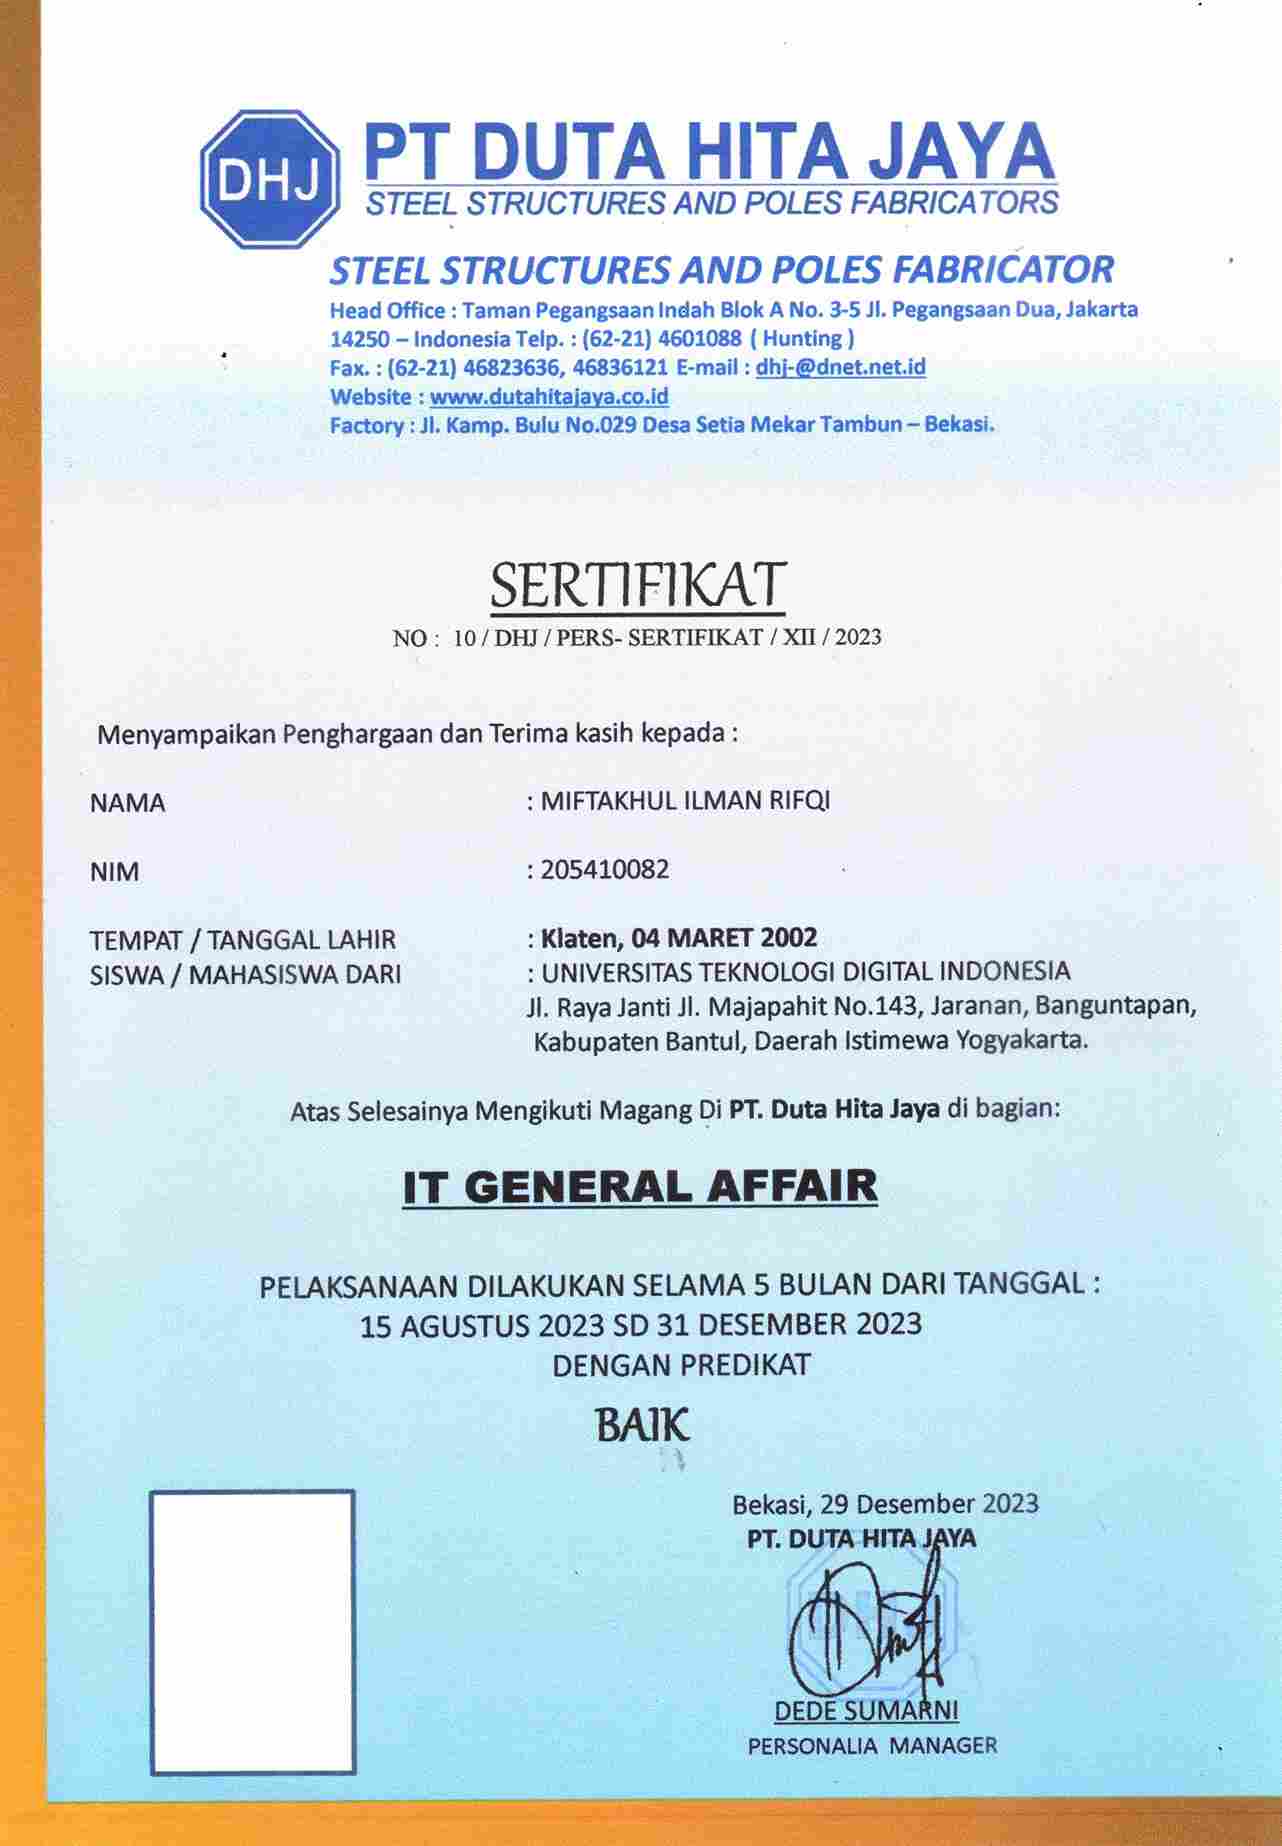 DHJ
PT DUTA HITA JAYA
STEEL STRUCTURES AND POLES FABRICATORS
STEEL STRUCTURES AND POLES FABRICATOR
Head Office : Taman Pegangsaan Indah Blok A No. 3-5 Jl. Pegangsaan Dua, Jakarta
14250 – Indonesia Telp. : (62-21) 4601088 ( Hunting )
Fax. : (62-21) 46823636, 46836121 E-mail : dhj-@dnet.net.id
Website : www.dutahitajaya.co.id
Factory : Jl. Kamp. Bulu No.029 Desa Setia Mekar Tambun – Bekasi.
SERTIFIKAT
NO : 10 / DHJ / PERS- SERTIFIKAT / XII / 2023
Menyampaikan Penghargaan dan Terima kasih kepada :
NAMA : MIFTAKHUL ILMAN RIFQI
NIM : 205410082
TEMPAT / TANGGAL LAHIR : Klaten, 04 MARET 2002
SISWA / MAHASISWA DARI : UNIVERSITAS TEKNOLOGI DIGITAL INDONESIA
Jl. Raya Janti Jl. Majapahit No.143, Jaranan, Banguntapan,
Kabupaten Bantul, Daerah Istimewa Yogyakarta.
Atas Selesainya Mengikuti Magang Di PT. Duta Hita Jaya di bagian:
IT GENERAL AFFAIR
PELAKSANAAN DILAKUKAN SELAMA 5 BULAN DARI TANGGAL :
15 AGUSTUS 2023 SD 31 DESEMBER 2023
DENGAN PREDIKAT
BAIK
Bekasi, 29 Desember 2023
PT. DUTA HITA JAYA
DEDE SUMARNI
PERSONALIA MANAGER